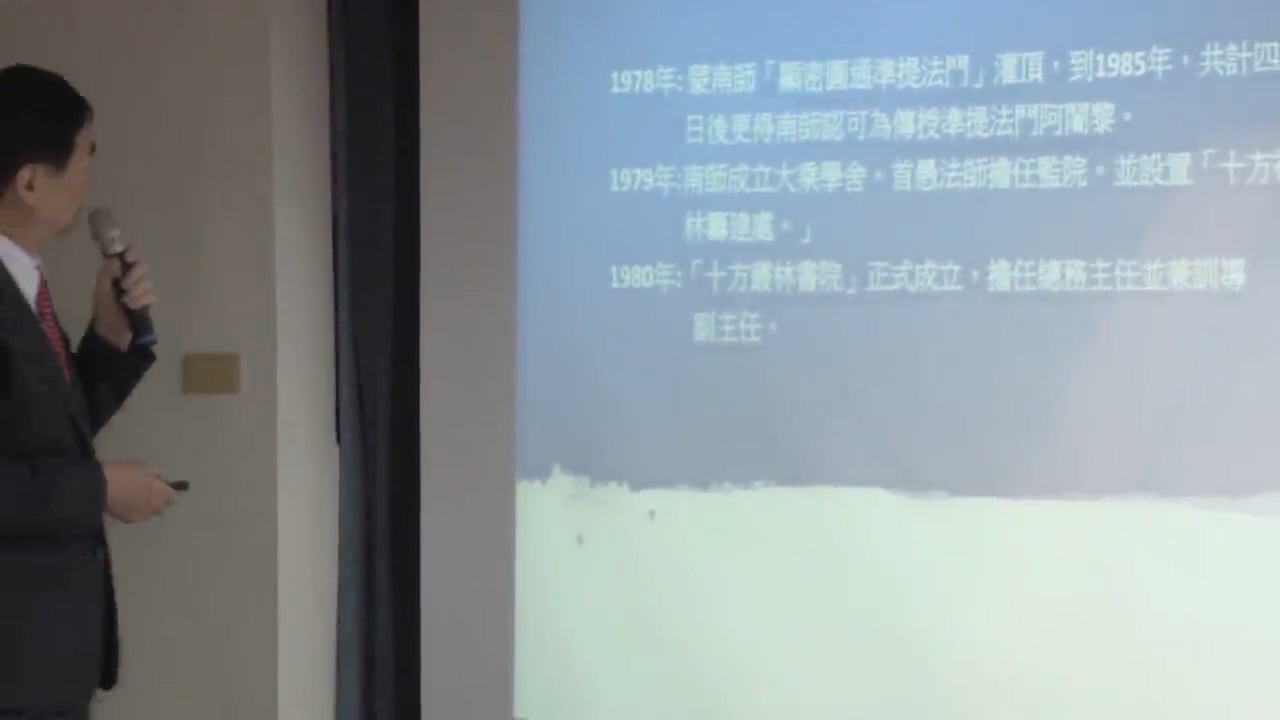 1978年:蒙南師「顯密圓通準提法門」灌頂，到1985年，共計四
日後更得南師認可為傳授準提法門阿闍黎。
1979年:南師成立大乘學舍。首愚法師擔任監院。並設置「十方
林籌建處。」
1980年:「十方叢林書院」正式成立，擔任總務主任並兼訓導
副主任。